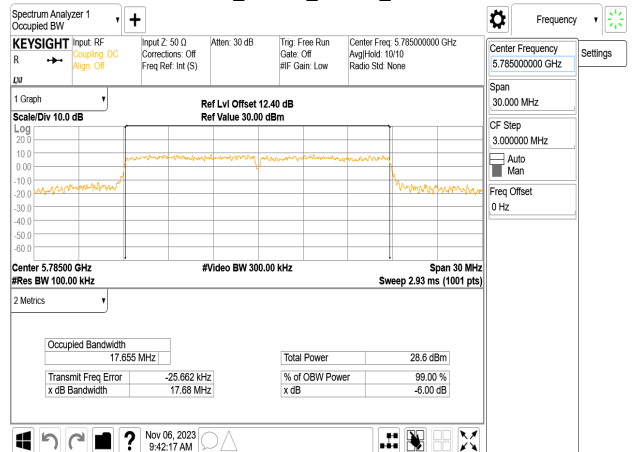 Spectrum Analyzer 1
Occupied BW
Frequency
KEYSIGHT
R
LXI
Input: RF
Coupling: DC
Align: Off
Input Z: 50 Ω
Corrections: Off
Freq Ref: Int (S)
Atten: 30 dB
Trig: Free Run
Gate: Off
#IF Gain: Low
Center Freq: 5.785000000 GHz
Avg|Hold: 10/10
Radio Std: None
Center Frequency
5.785000000 GHz
Settings
Span
30.000 MHz
CF Step
3.000000 MHz
Auto
Man
Freq Offset
0 Hz
1 Graph
Scale/Div 10.0 dB
Ref Lvl Offset 12.40 dB
Ref Value 30.00 dBm
Log
20.0
10.0
0.00
-10.0
-20.0
-30.0
-40.0
-50.0
-60.0
Center 5.78500 GHz
#Res BW 100.00 kHz
#Video BW 300.00 kHz
Span 30 MHz
Sweep 2.93 ms (1001 pts)
2 Metrics
Occupied Bandwidth
17.655 MHz
Total Power 28.6 dBm
Transmit Freq Error -25.662 kHz
% of OBW Power 99.00 %
x dB Bandwidth 17.68 MHz
x dB -6.00 dB
?
Nov 06, 2023
9:42:17 AM